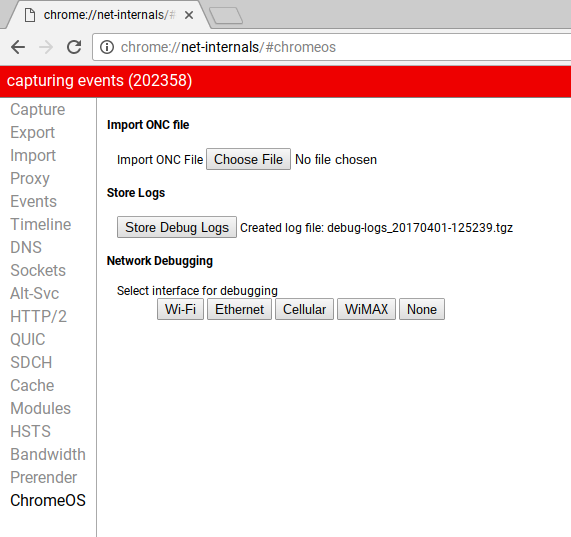 chrome://net-internals/#
chrome://net-internals/#chromeos
capturing events (202358)
Capture
Export
Import
Proxy
Events
Timeline
DNS
Sockets
Alt-Svc
HTTP/2
QUIC
SDCH
Cache
Modules
HSTS
Bandwidth
Prerender
ChromeOS
Import ONC file
Import ONC File Choose File No file chosen
Store Logs
Store Debug Logs Created log file: debug-logs_20170401-125239.tgz
Network Debugging
Select interface for debugging
Wi-Fi Ethernet Cellular WiMAX None